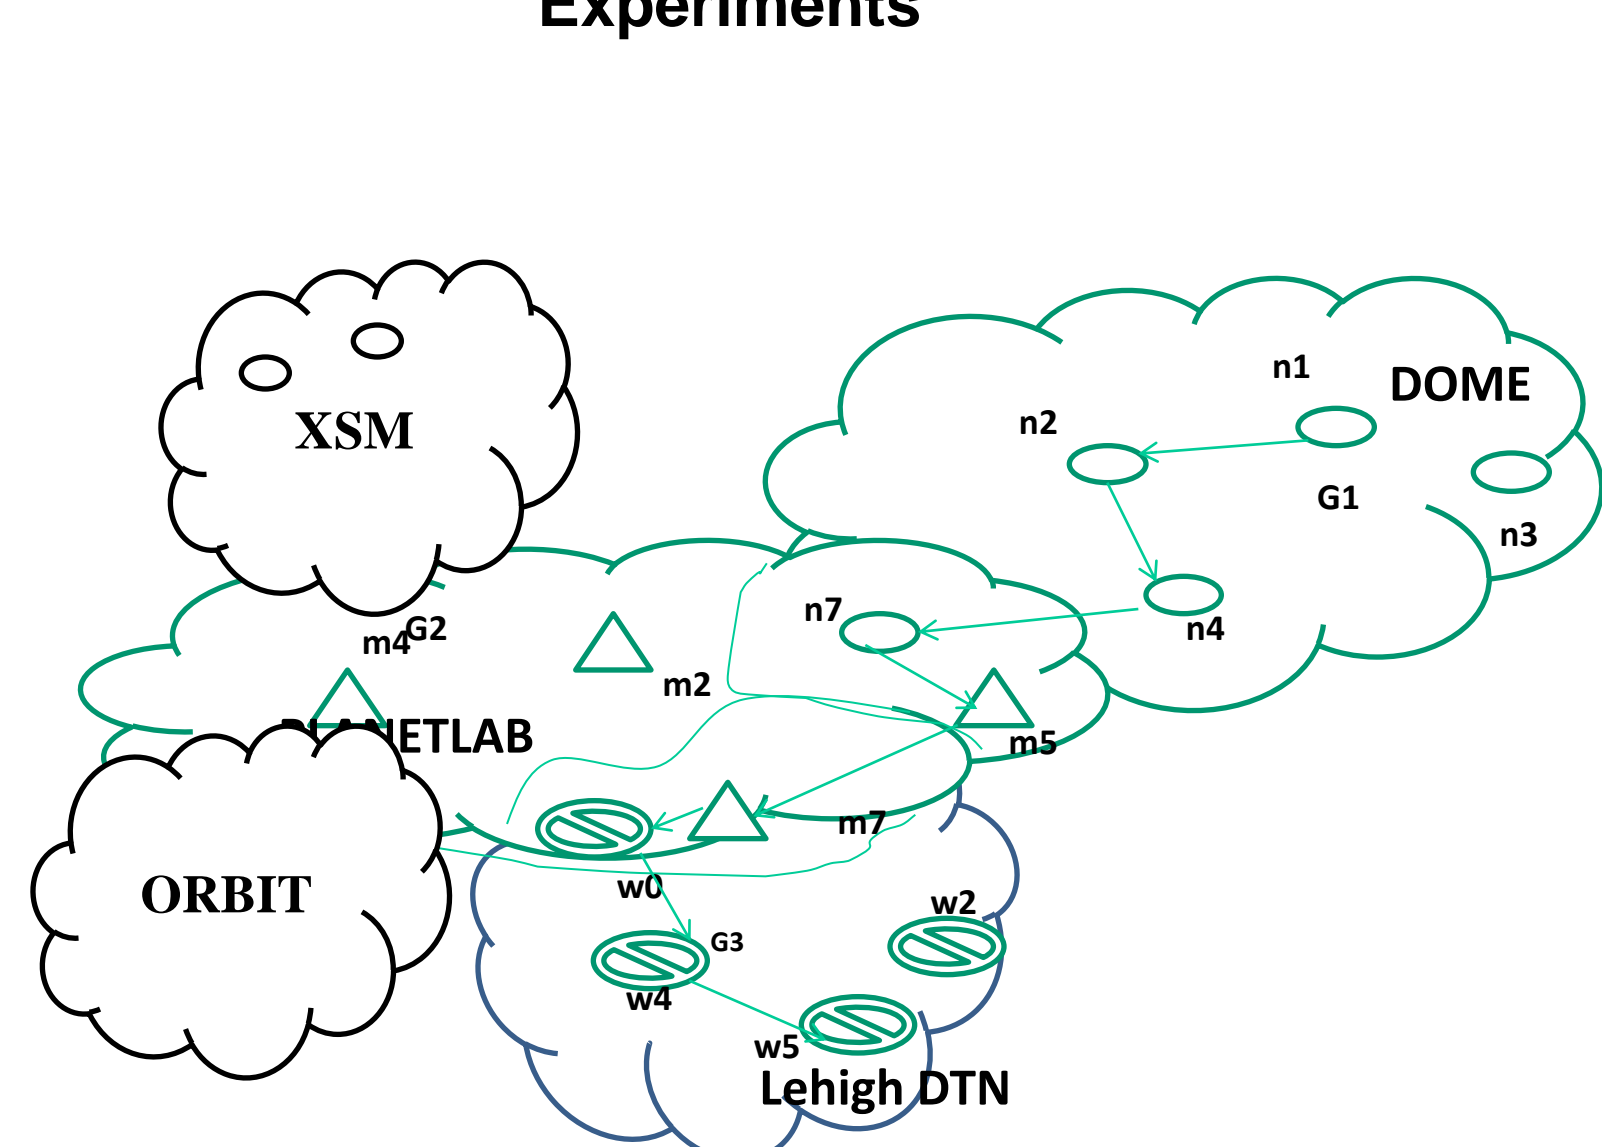 Experiments
n1
DOME
n2
XSM
G1
n3
n7
n4
m4
G2
m2
PLANETLAB
m5
m7
ORBIT
w0
w2
G3
w4
w5
Lehigh DTN